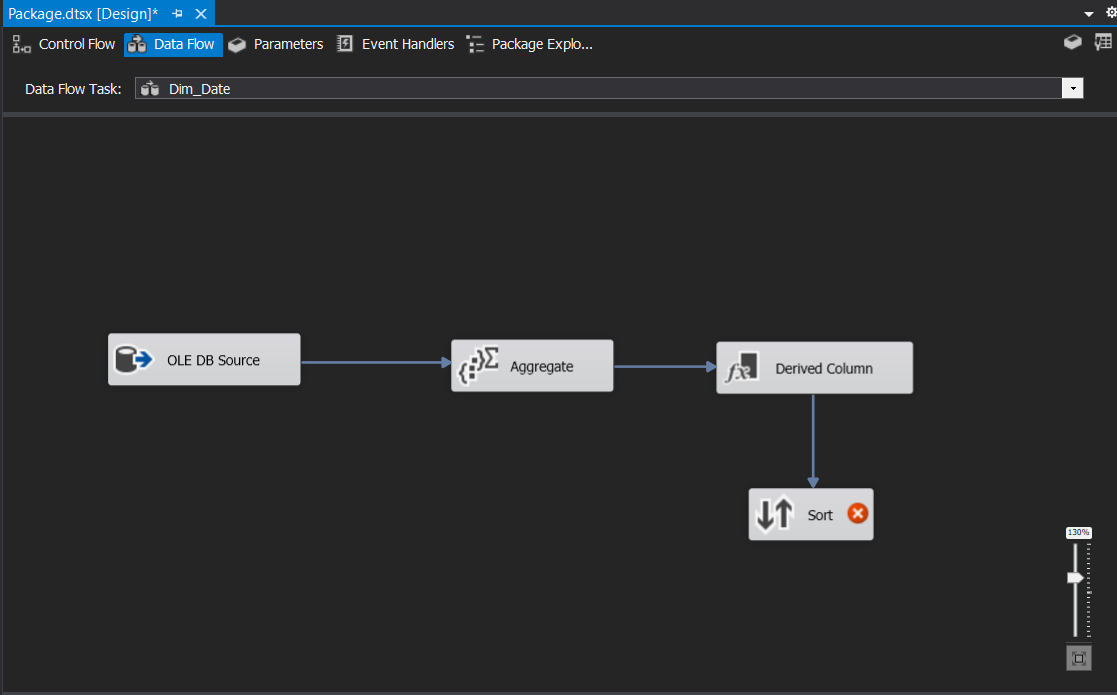 Package.dtsx [Design]*
Control Flow Data Flow Parameters Event Handlers Package Explo...
Data Flow Task: Dim_Date
OLE DB Source
Aggregate
Derived Column
Sort
130%